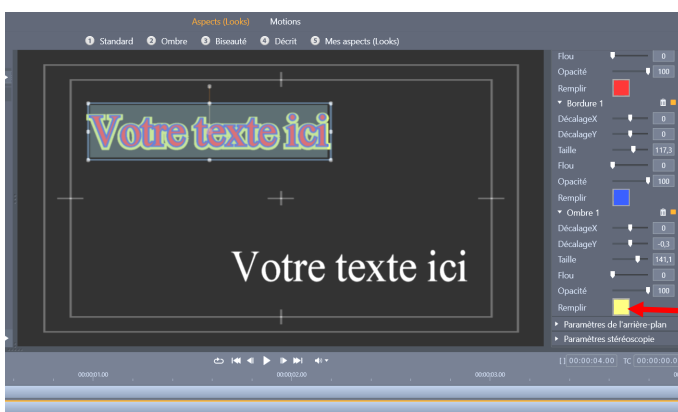 Aspects (Looks) Motions
1 Standard 2 Ombre 3 Biseauté 4 Décrit 5 Mes aspects (Looks)
Votre texte ici
Votre texte ici
Flou 0
Opacité 100
Remplir
Bordure 1
DécalageX 0
DécalageY 0
Taille 117,3
Flou 0
Opacité 100
Remplir
Ombre 1
DécalageX 0
DécalageY -0,3
Taille 141,1
Flou 0
Opacité 100
Remplir
Paramètres de l'arrière-plan
Paramètres stéréoscopie
[] 00:00:04.00 TC 00:00:00.0
00:00:01.00 00:00:02.00 00:00:03.00